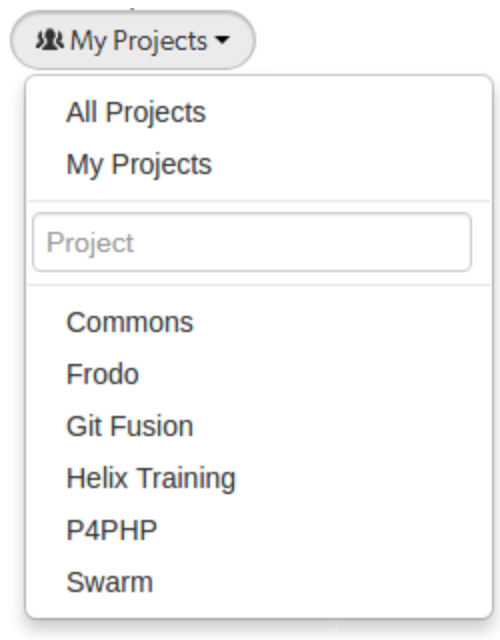 My Projects
All Projects
My Projects
Project
Commons
Frodo
Git Fusion
Helix Training
P4PHP
Swarm